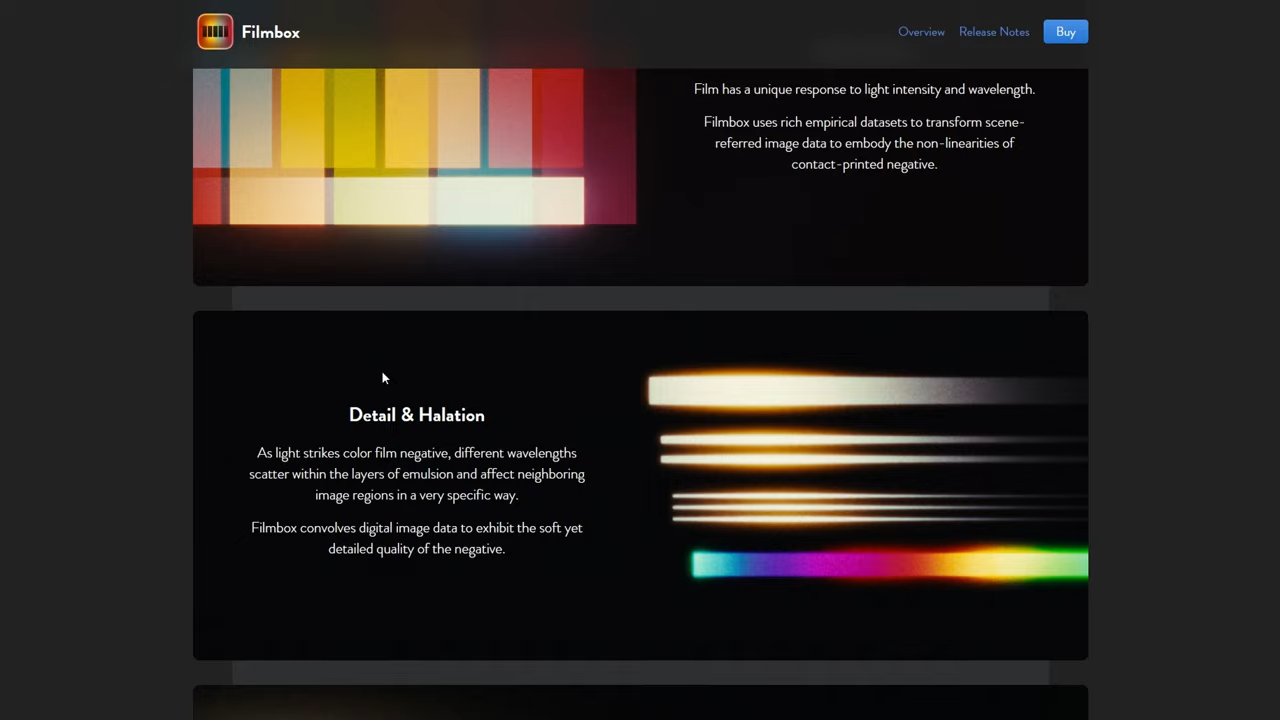 Filmbox
Overview
Release Notes
Buy
Film has a unique response to light intensity and wavelength.
Filmbox uses rich empirical datasets to transform scene-
referred image data to embody the non-linearities of
contact-printed negative.
Detail & Halation
As light strikes color film negative, different wavelengths
scatter within the layers of emulsion and affect neighboring
image regions in a very specific way.
Filmbox convolves digital image data to exhibit the soft yet
detailed quality of the negative.